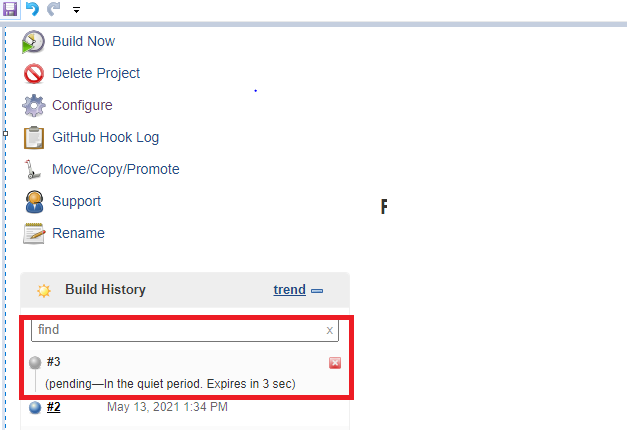 Build Now
Delete Project
Configure
GitHub Hook Log
Move/Copy/Promote
Support
Rename
F
Build History trend
find x
#3
(pending—In the quiet period. Expires in 3 sec)
#2 May 13, 2021 1:34 PM